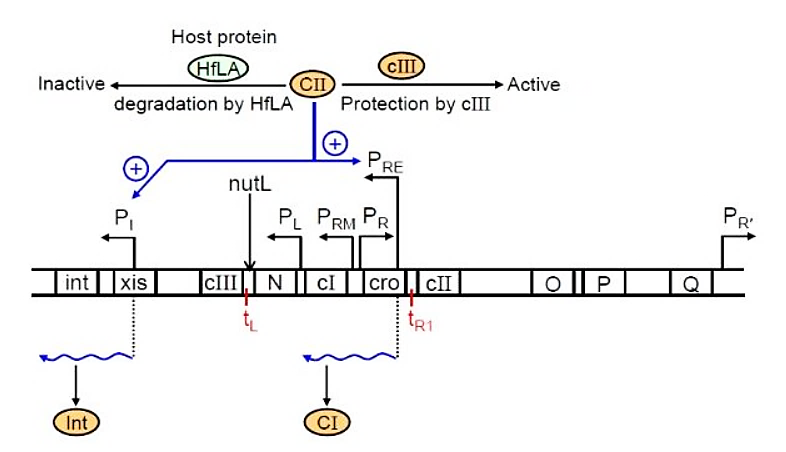 Host protein
HfLA
cIII
Inactive
CII
Active
degradation by HfLA
Protection by cIII
+
+
PRE
nutL
PI
PL
PRM
PR
PR'
int
xis
cIII
N
cI
cro
cII
O
P
Q
tL
tR1
Int
CI